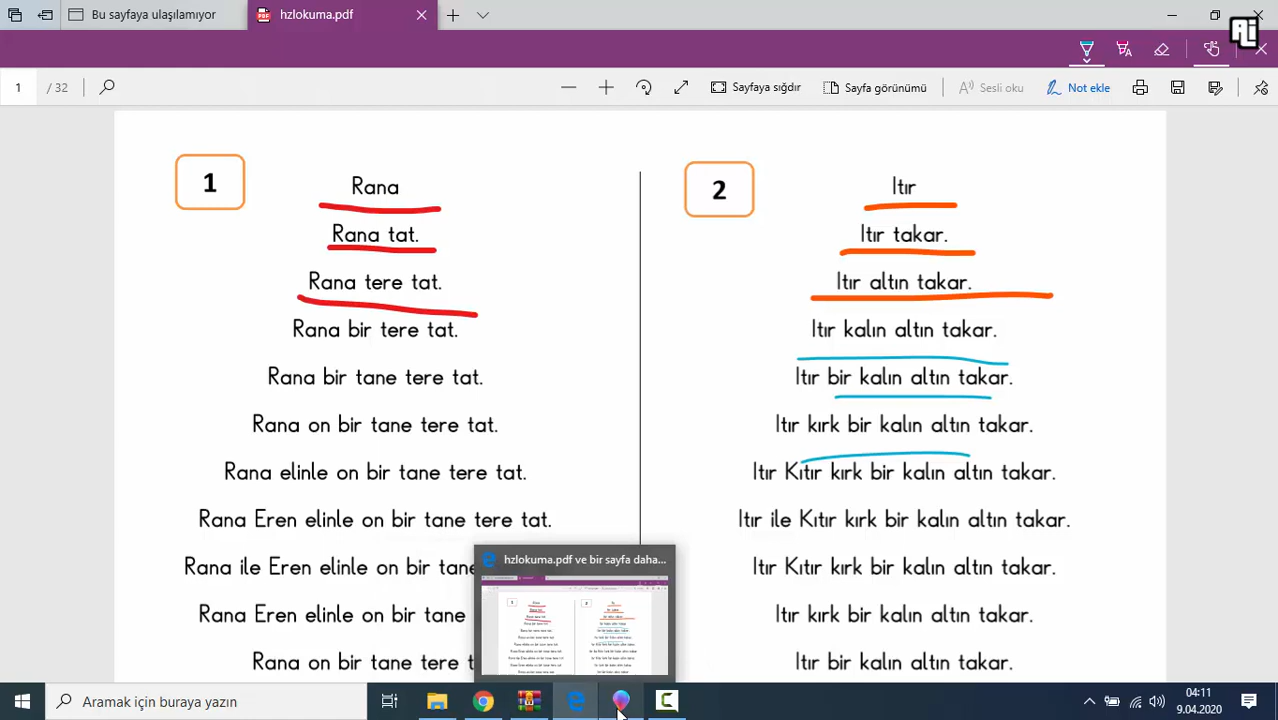 Bu sayfaya ulaşılamıyor
hzlokuma.pdf
1 / 32
Sayfaya sığdır
Sayfa görünümü
Sesli oku
Not ekle
1
Rana
Rana tat.
Rana tere tat.
Rana bir tere tat.
Rana bir tane tere tat.
Rana on bir tane tere tat.
Rana elinle on bir tane tere tat.
Rana Eren elinle on bir tane tere tat.
Rana ile Eren elinle on bir tane
Rana Eren elinle on bir tane
Rana on bir tane tere t
2
Itır
Itır takar.
Itır altın takar.
Itır kalın altın takar.
Itır bir kalın altın takar.
Itır kırk bir kalın altın takar.
Itır Kıtır kırk bir kalın altın takar.
Itır ile Kıtır kırk bir kalın altın takar.
Itır Kıtır kırk bir kalın altın takar.
Itır kırk bir kalın altın takar.
Itır bir kalın altın takar.
hzlokuma.pdf ve bir sayfa daha...
Aramak için buraya yazın
04:11
9.04.2020